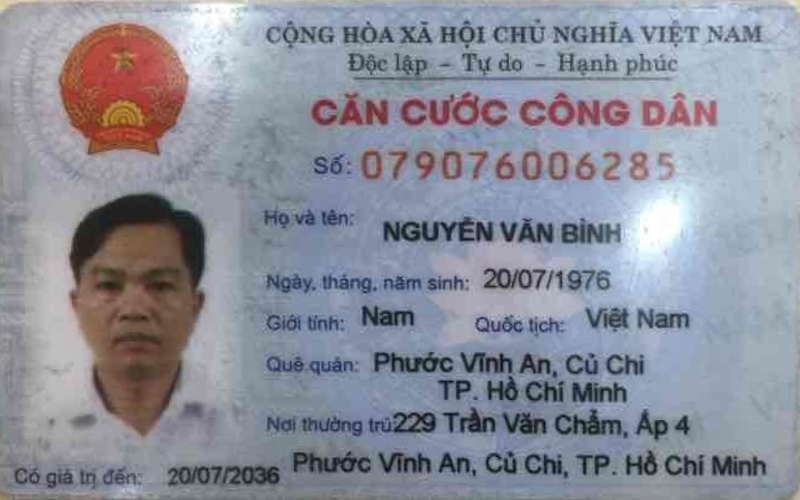 CỘNG HÒA XÃ HỘI CHỦ NGHĨA VIỆT NAM
Độc lập – Tự do – Hạnh phúc
CĂN CƯỚC CÔNG DÂN
Số: 079076006285
Họ và tên: NGUYỄN VĂN BÌNH
Ngày, tháng, năm sinh: 20/07/1976
Giới tính: Nam Quốc tịch: Việt Nam
Quê quán: Phước Vĩnh An, Củ Chi
TP. Hồ Chí Minh
Nơi thường trú: 229 Trần Văn Chẩm, Ấp 4
Phước Vĩnh An, Củ Chi, TP. Hồ Chí Minh
Có giá trị đến: 20/07/2036